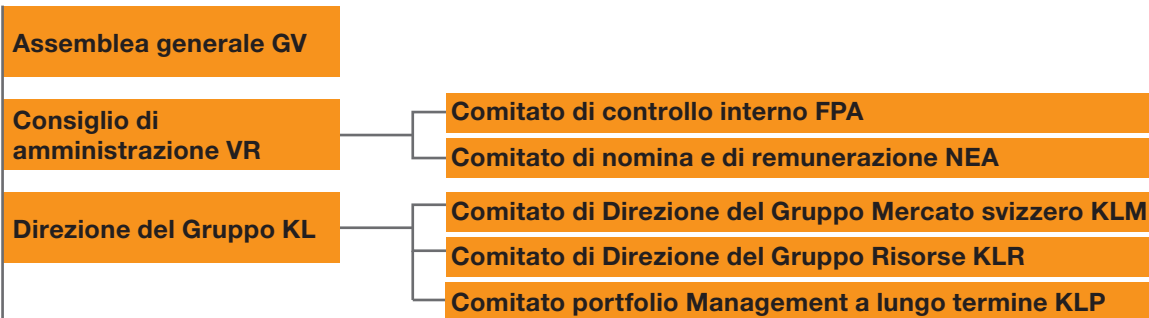 Assemblea generale GV
Consiglio di
amministrazione VR
Comitato di controllo interno FPA
Comitato di nomina e di remunerazione NEA
Direzione del Gruppo KL
Comitato di Direzione del Gruppo Mercato svizzero KLM
Comitato di Direzione del Gruppo Risorse KLR
Comitato portfolio Management a lungo termine KLP